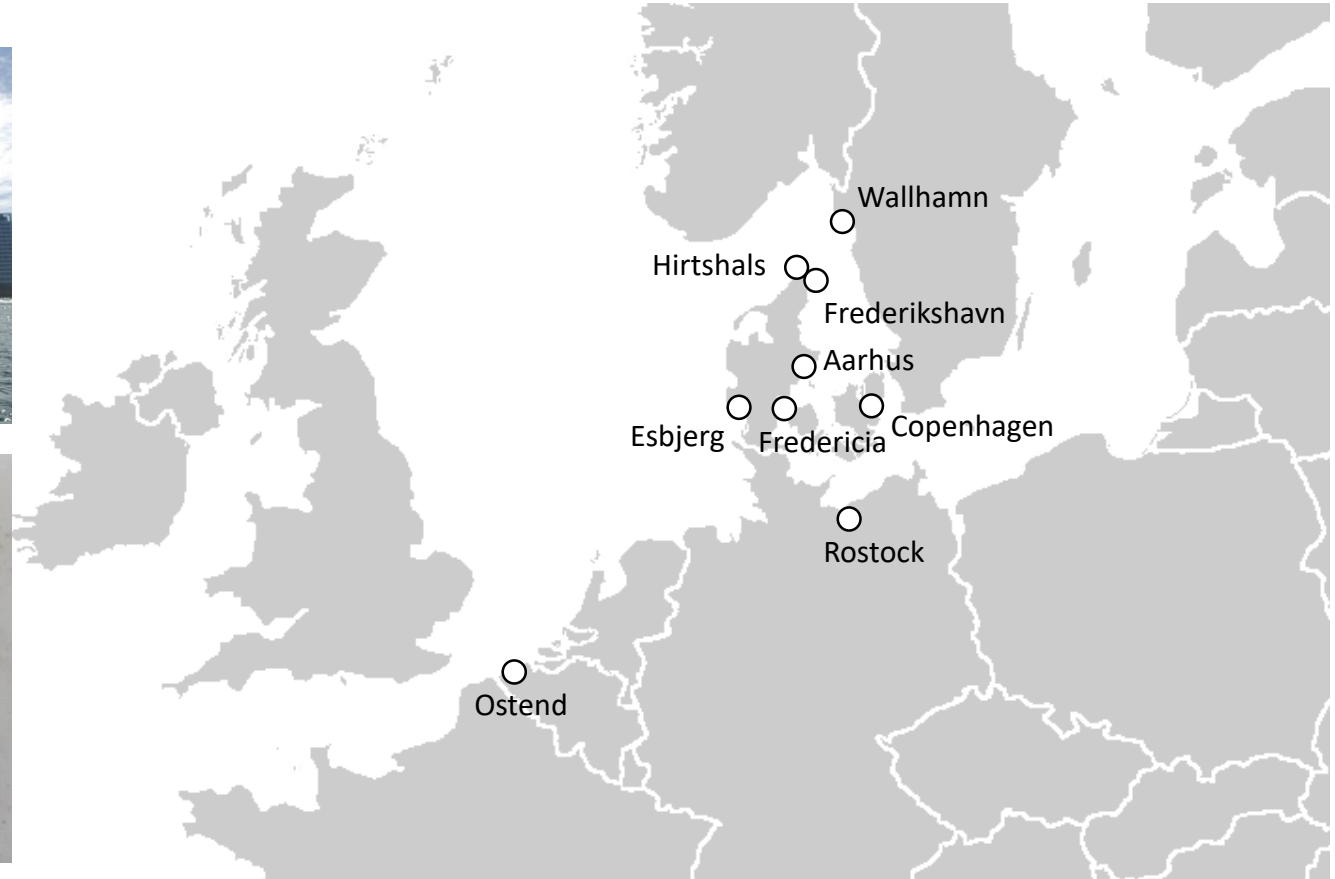 Wallhamn
Hirtshals
Frederikshavn
Aarhus
Esbjerg
Fredericia
Copenhagen
Rostock
Ostend